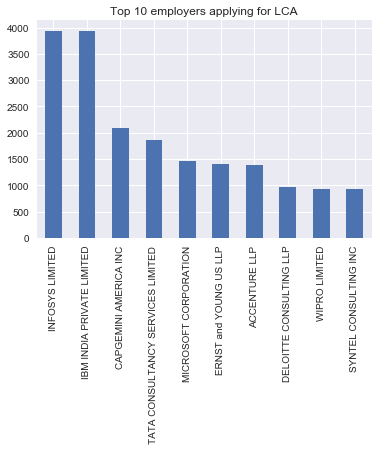 Top 10 employers applying for LCA
4000
3500
3000
2500
2000
1500
1000
500
0
INFOSYS LIMITED
IBM INDIA PRIVATE LIMITED
CAPGEMINI AMERICA INC
TATA CONSULTANCY SERVICES LIMITED
MICROSOFT CORPORATION
ERNST and YOUNG US LLP
ACCENTURE LLP
DELOITTE CONSULTING LLP
WIPRO LIMITED
SYNTEL CONSULTING INC